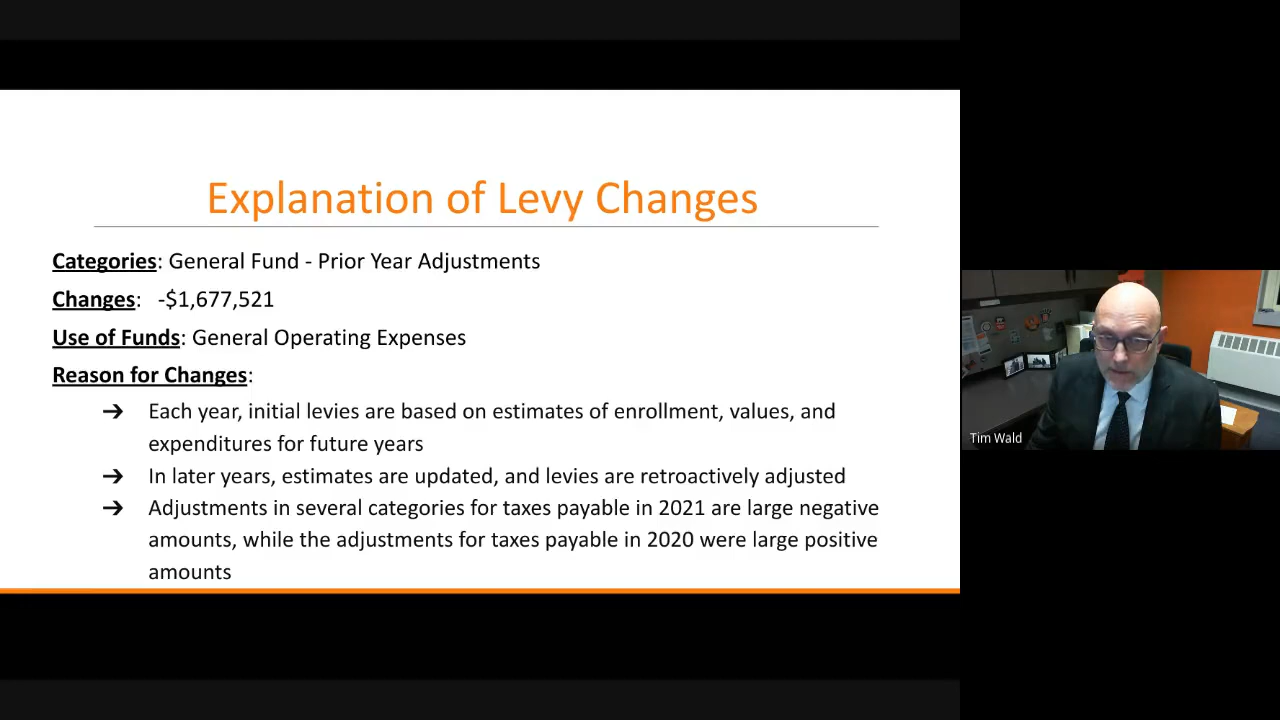 Explanation of Levy Changes
Categories: General Fund - Prior Year Adjustments
Changes: -$1,677,521
Use of Funds: General Operating Expenses
Reason for Changes:
➔ Each year, initial levies are based on estimates of enrollment, values, and
expenditures for future years
➔ In later years, estimates are updated, and levies are retroactively adjusted
➔ Adjustments in several categories for taxes payable in 2021 are large negative
amounts, while the adjustments for taxes payable in 2020 were large positive
amounts
Tim Wald